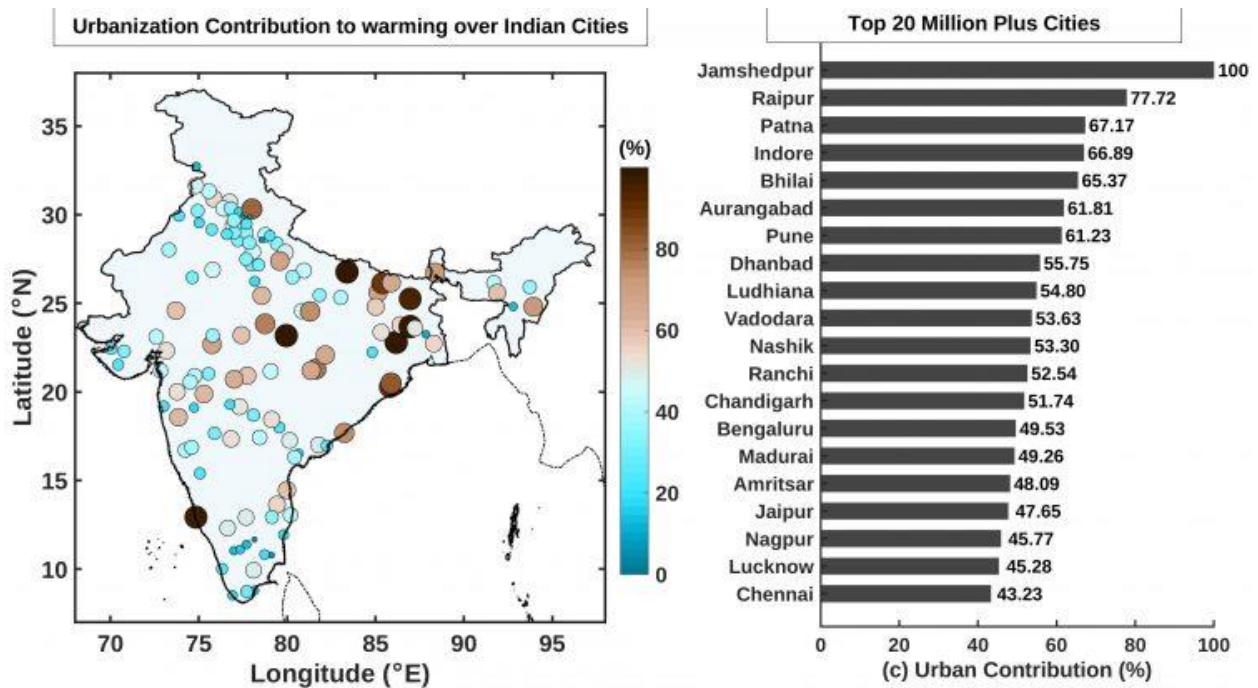 Urbanization Contribution to warming over Indian Cities
Latitude (°N)
35
30
25
20
15
10
70 75 80 85 90 95
Longitude (°E)
(%)
80
60
40
20
0
Top 20 Million Plus Cities
Jamshedpur 100
Raipur 77.72
Patna 67.17
Indore 66.89
Bhilai 65.37
Aurangabad 61.81
Pune 61.23
Dhanbad 55.75
Ludhiana 54.80
Vadodara 53.63
Nashik 53.30
Ranchi 52.54
Chandigarh 51.74
Bengaluru 49.53
Madurai 49.26
Amritsar 48.09
Jaipur 47.65
Nagpur 45.77
Lucknow 45.28
Chennai 43.23
0 20 40 60 80 100
(c) Urban Contribution (%)